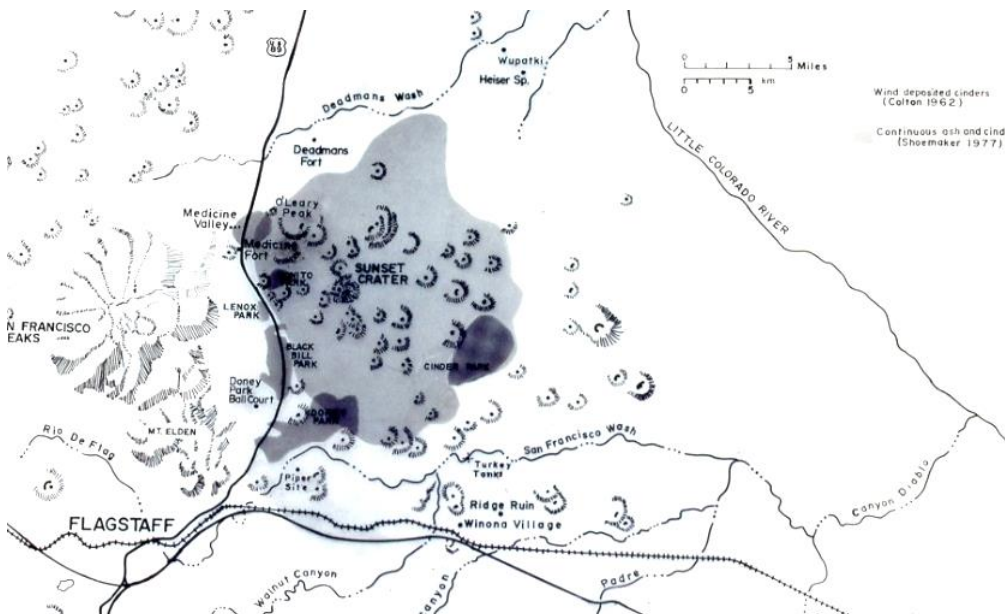 U S
89
Wupatki
Heiser Sp.
0 5 Miles
0 5
km
Wind deposited cinders
(Colton 1962)
Continuous ash and cind
(Shoemaker 1977)
Deadmans Wash
Deadmans
Fort
LITTLE COLORADO RIVER
O'Leary
Peak
Medicine
Valley
Medicine
Fort
SUNSET
CRATER
LENOX
PARK
N FRANCISCO
EAKS
BLACK
BILL
PARK
CINDER PARK
Doney
Park
Ball Court
PARK
MT. ELDEN
Rio De Flag
San Francisco Wash
Turkey
Tanks
Piper
Site
Canyon Diablo
Ridge Ruin
Winona Village
FLAGSTAFF
Walnut Canyon
anyon
Padre